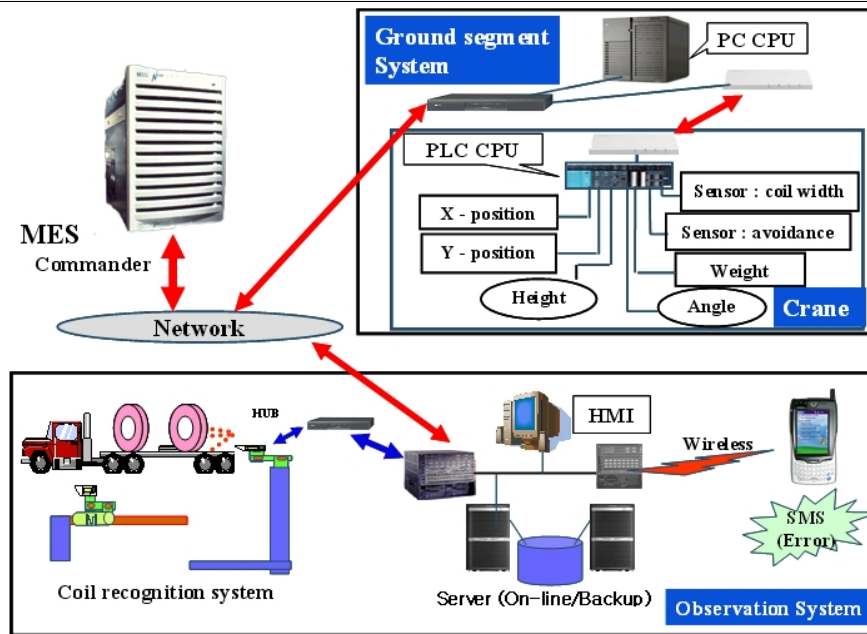 Ground segment
System
PC CPU
PLC CPU
X - position
Y - position
Height
Sensor : coil width
Sensor : avoidance
Weight
Angle
Crane
MES
Commander
Network
HUB
HMI
Wireless
SMS
(Error)
M
Coil recognition system
Server (On-line/Backup)
Observation System